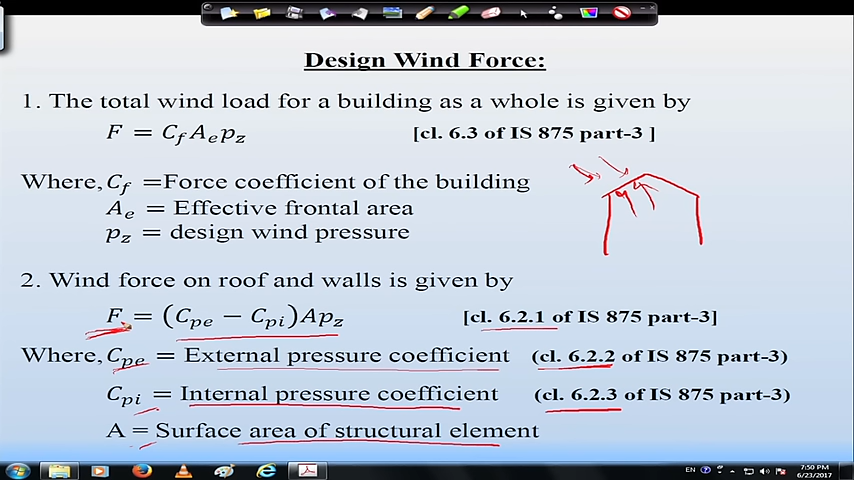 Design Wind Force:
1. The total wind load for a building as a whole is given by
F = C_f A_e p_z [cl. 6.3 of IS 875 part-3 ]
Where, C_f =Force coefficient of the building
A_e = Effective frontal area
p_z = design wind pressure
2. Wind force on roof and walls is given by
F = (C_pe − C_pi)Ap_z [cl. 6.2.1 of IS 875 part-3]
Where, C_pe = External pressure coefficient (cl. 6.2.2 of IS 875 part-3)
C_pi = Internal pressure coefficient (cl. 6.2.3 of IS 875 part-3)
A = Surface area of structural element
EN
7:50 PM
6/23/2017